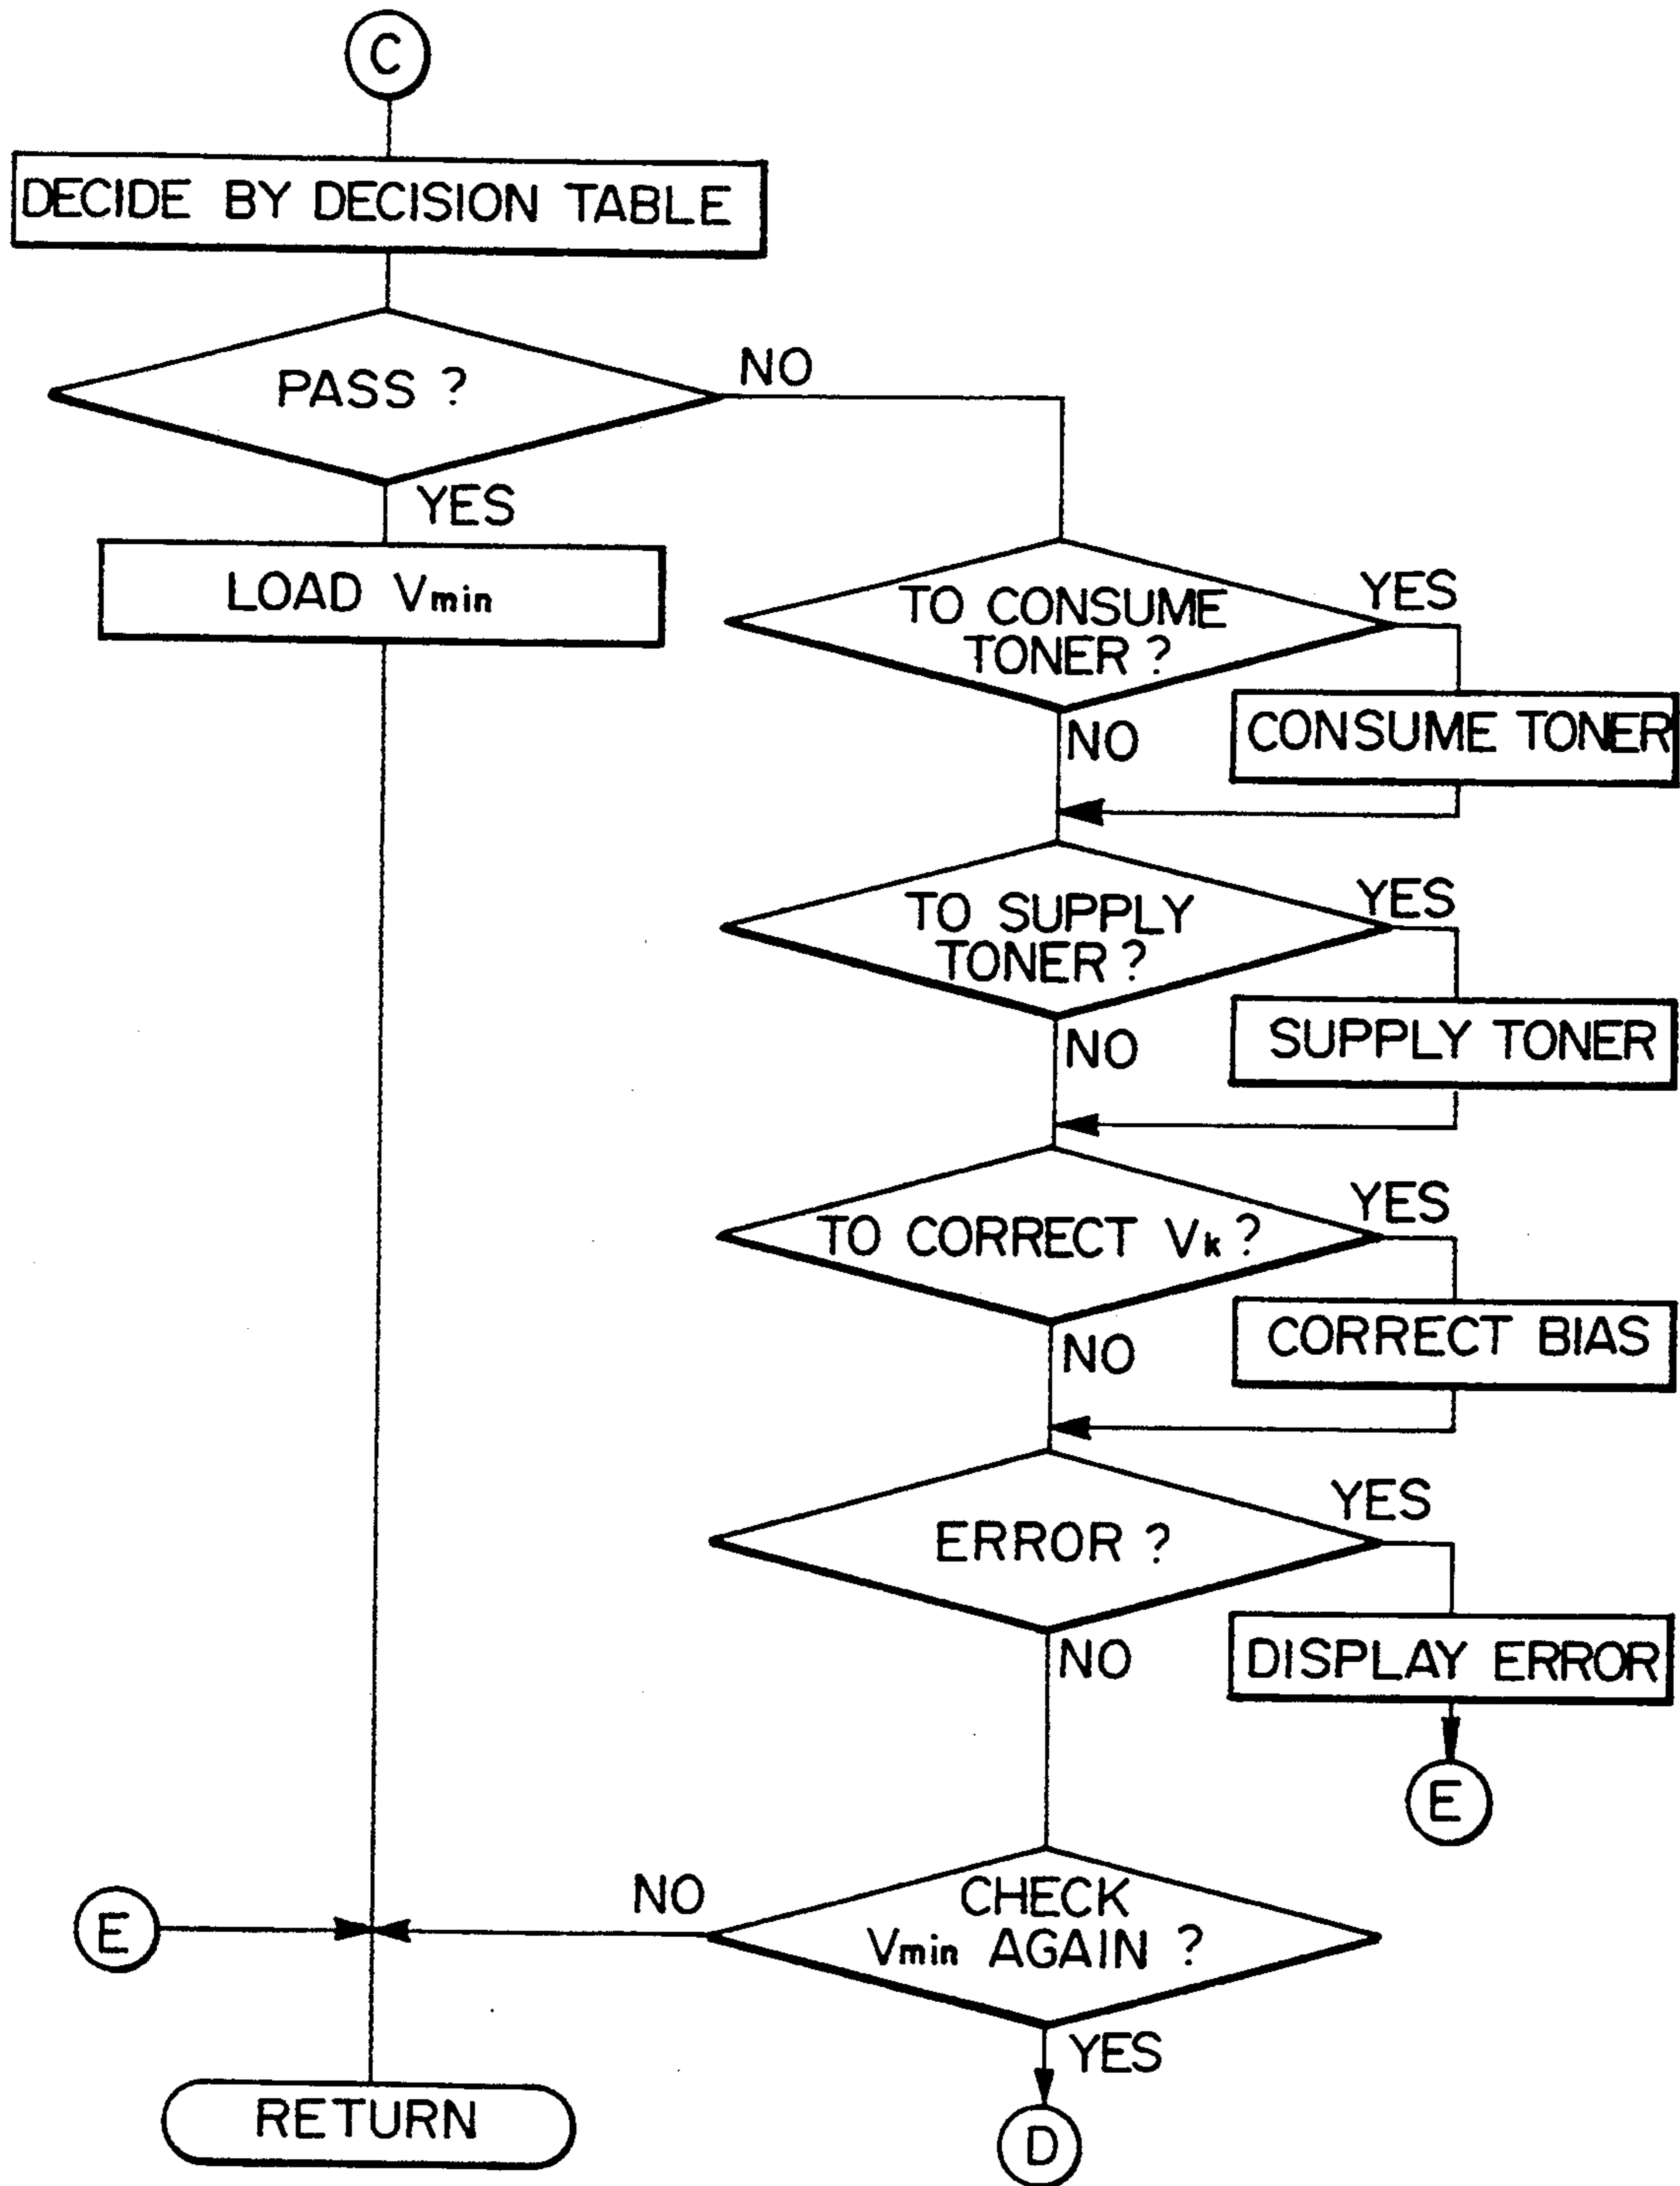 C
DECIDE BY DECISION TABLE
PASS ?
NO
YES
LOAD Vmin
TO CONSUME
TONER ?
YES
NO
CONSUME TONER
TO SUPPLY
TONER ?
YES
NO
SUPPLY TONER
TO CORRECT Vk ?
YES
NO
CORRECT BIAS
ERROR ?
YES
NO
DISPLAY ERROR
E
CHECK
Vmin AGAIN ?
NO
E
YES
RETURN
D